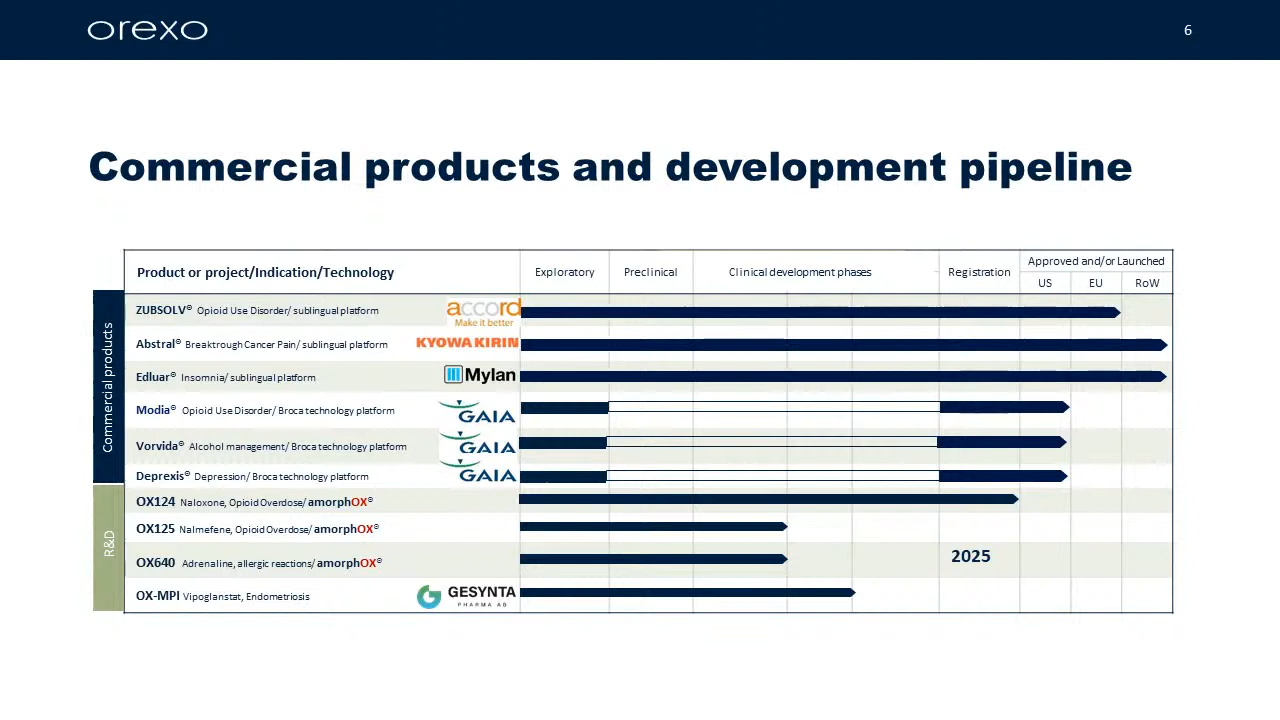 orexo
6
Commercial products and development pipeline
Product or project/Indication/Technology
Exploratory
Preclinical
Clinical development phases
Registration
Approved and/or Launched
US
EU
RoW
Commercial products
ZUBSOLV® Opioid Use Disorder/ sublingual platform
accord
Make it better
Abstral® Breaktrough Cancer Pain/ sublingual platform
KYOWA KIRIN
Edluar® Insomnia/ sublingual platform
Mylan
Modia® Opioid Use Disorder/ Broca technology platform
GAIA
Vorvida® Alcohol management/ Broca technology platform
GAIA
Deprexis® Depression/ Broca technology platform
GAIA
R&D
OX124 Naloxone, Opioid Overdose/ amorphOX®
OX125 Nalmefene, Opioid Overdose/ amorphOX®
OX640 Adrenaline, allergic reactions/ amorphOX®
2025
OX-MPI Vipoglanstat, Endometriosis
GESYNTA
PHARMA AB